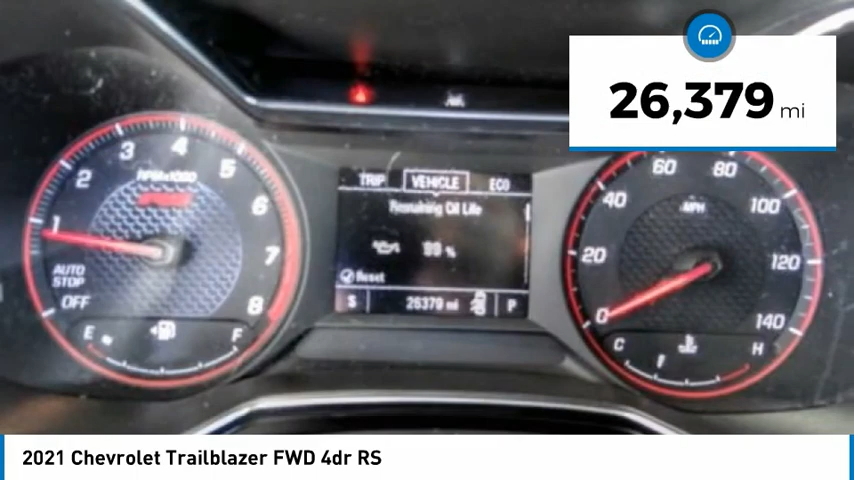 26,379 mi
TRIP VEHICLE ECO
Remaining Oil Life
99 %
Reset
S 26379 mi P
1 2 3 4 5 6 7 8
RPM x1000
RS
AUTO
STOP
OFF
E F
0 20 40 60 80 100 120 140
MPH
C H
2021 Chevrolet Trailblazer FWD 4dr RS